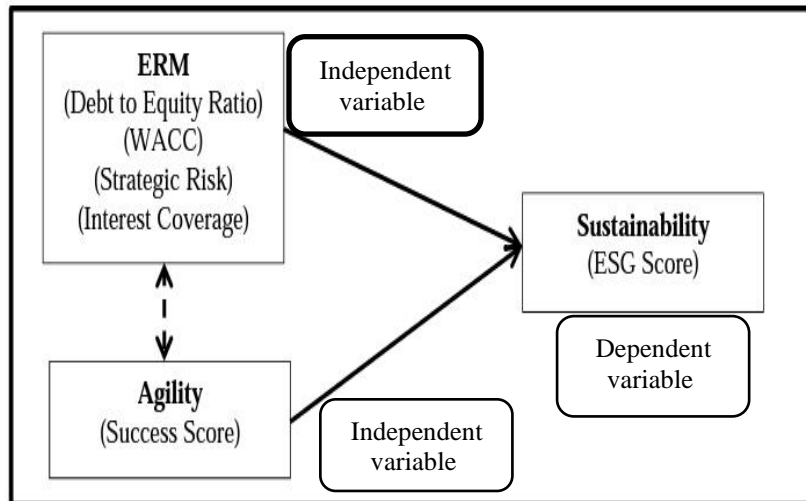 ERM
(Debt to Equity Ratio)
(WACC)
(Strategic Risk)
(Interest Coverage)
Independent
variable
Sustainability
(ESG Score)
Dependent
variable
Agility
(Success Score)
Independent
variable